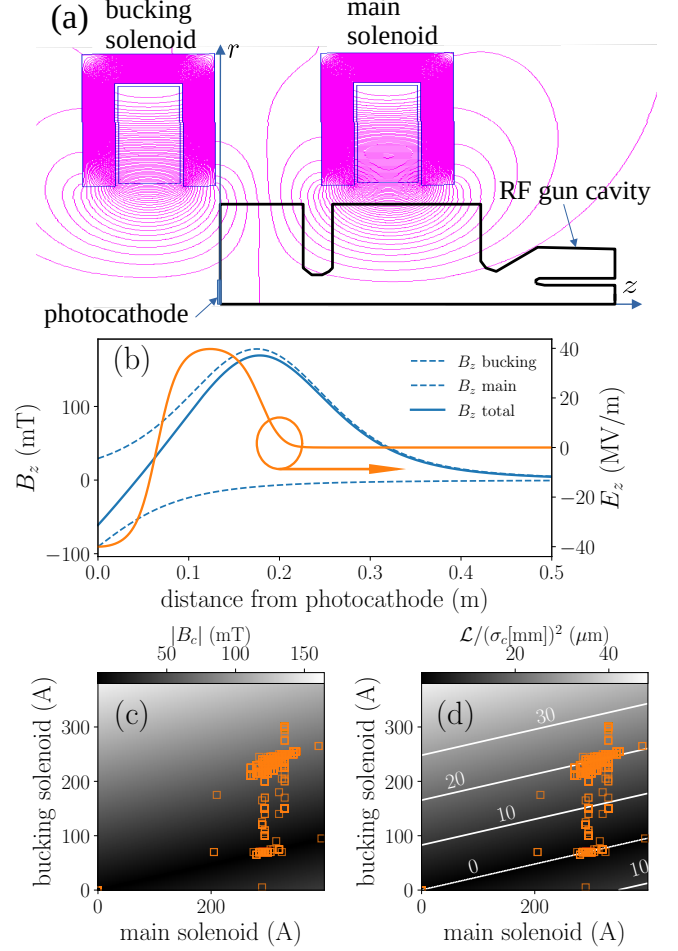 (a)
bucking
solenoid
main
solenoid
r
RF gun cavity
photocathode
z
(b)
B_z bucking
B_z main
B_z total
B_z (mT)
100
0
−100
E_z (MV/m)
40
20
0
−20
−40
0.0 0.1 0.2 0.3 0.4 0.5
distance from photocathode (m)
|B_c| (mT)
50 100 150
(c)
bucking solenoid (A)
300
200
100
0
0 200
main solenoid (A)
ℒ/(σ_c[mm])² (μm)
20 40
(d)
bucking solenoid (A)
300
200
100
0
30
20
10
0
10
0 200
main solenoid (A)